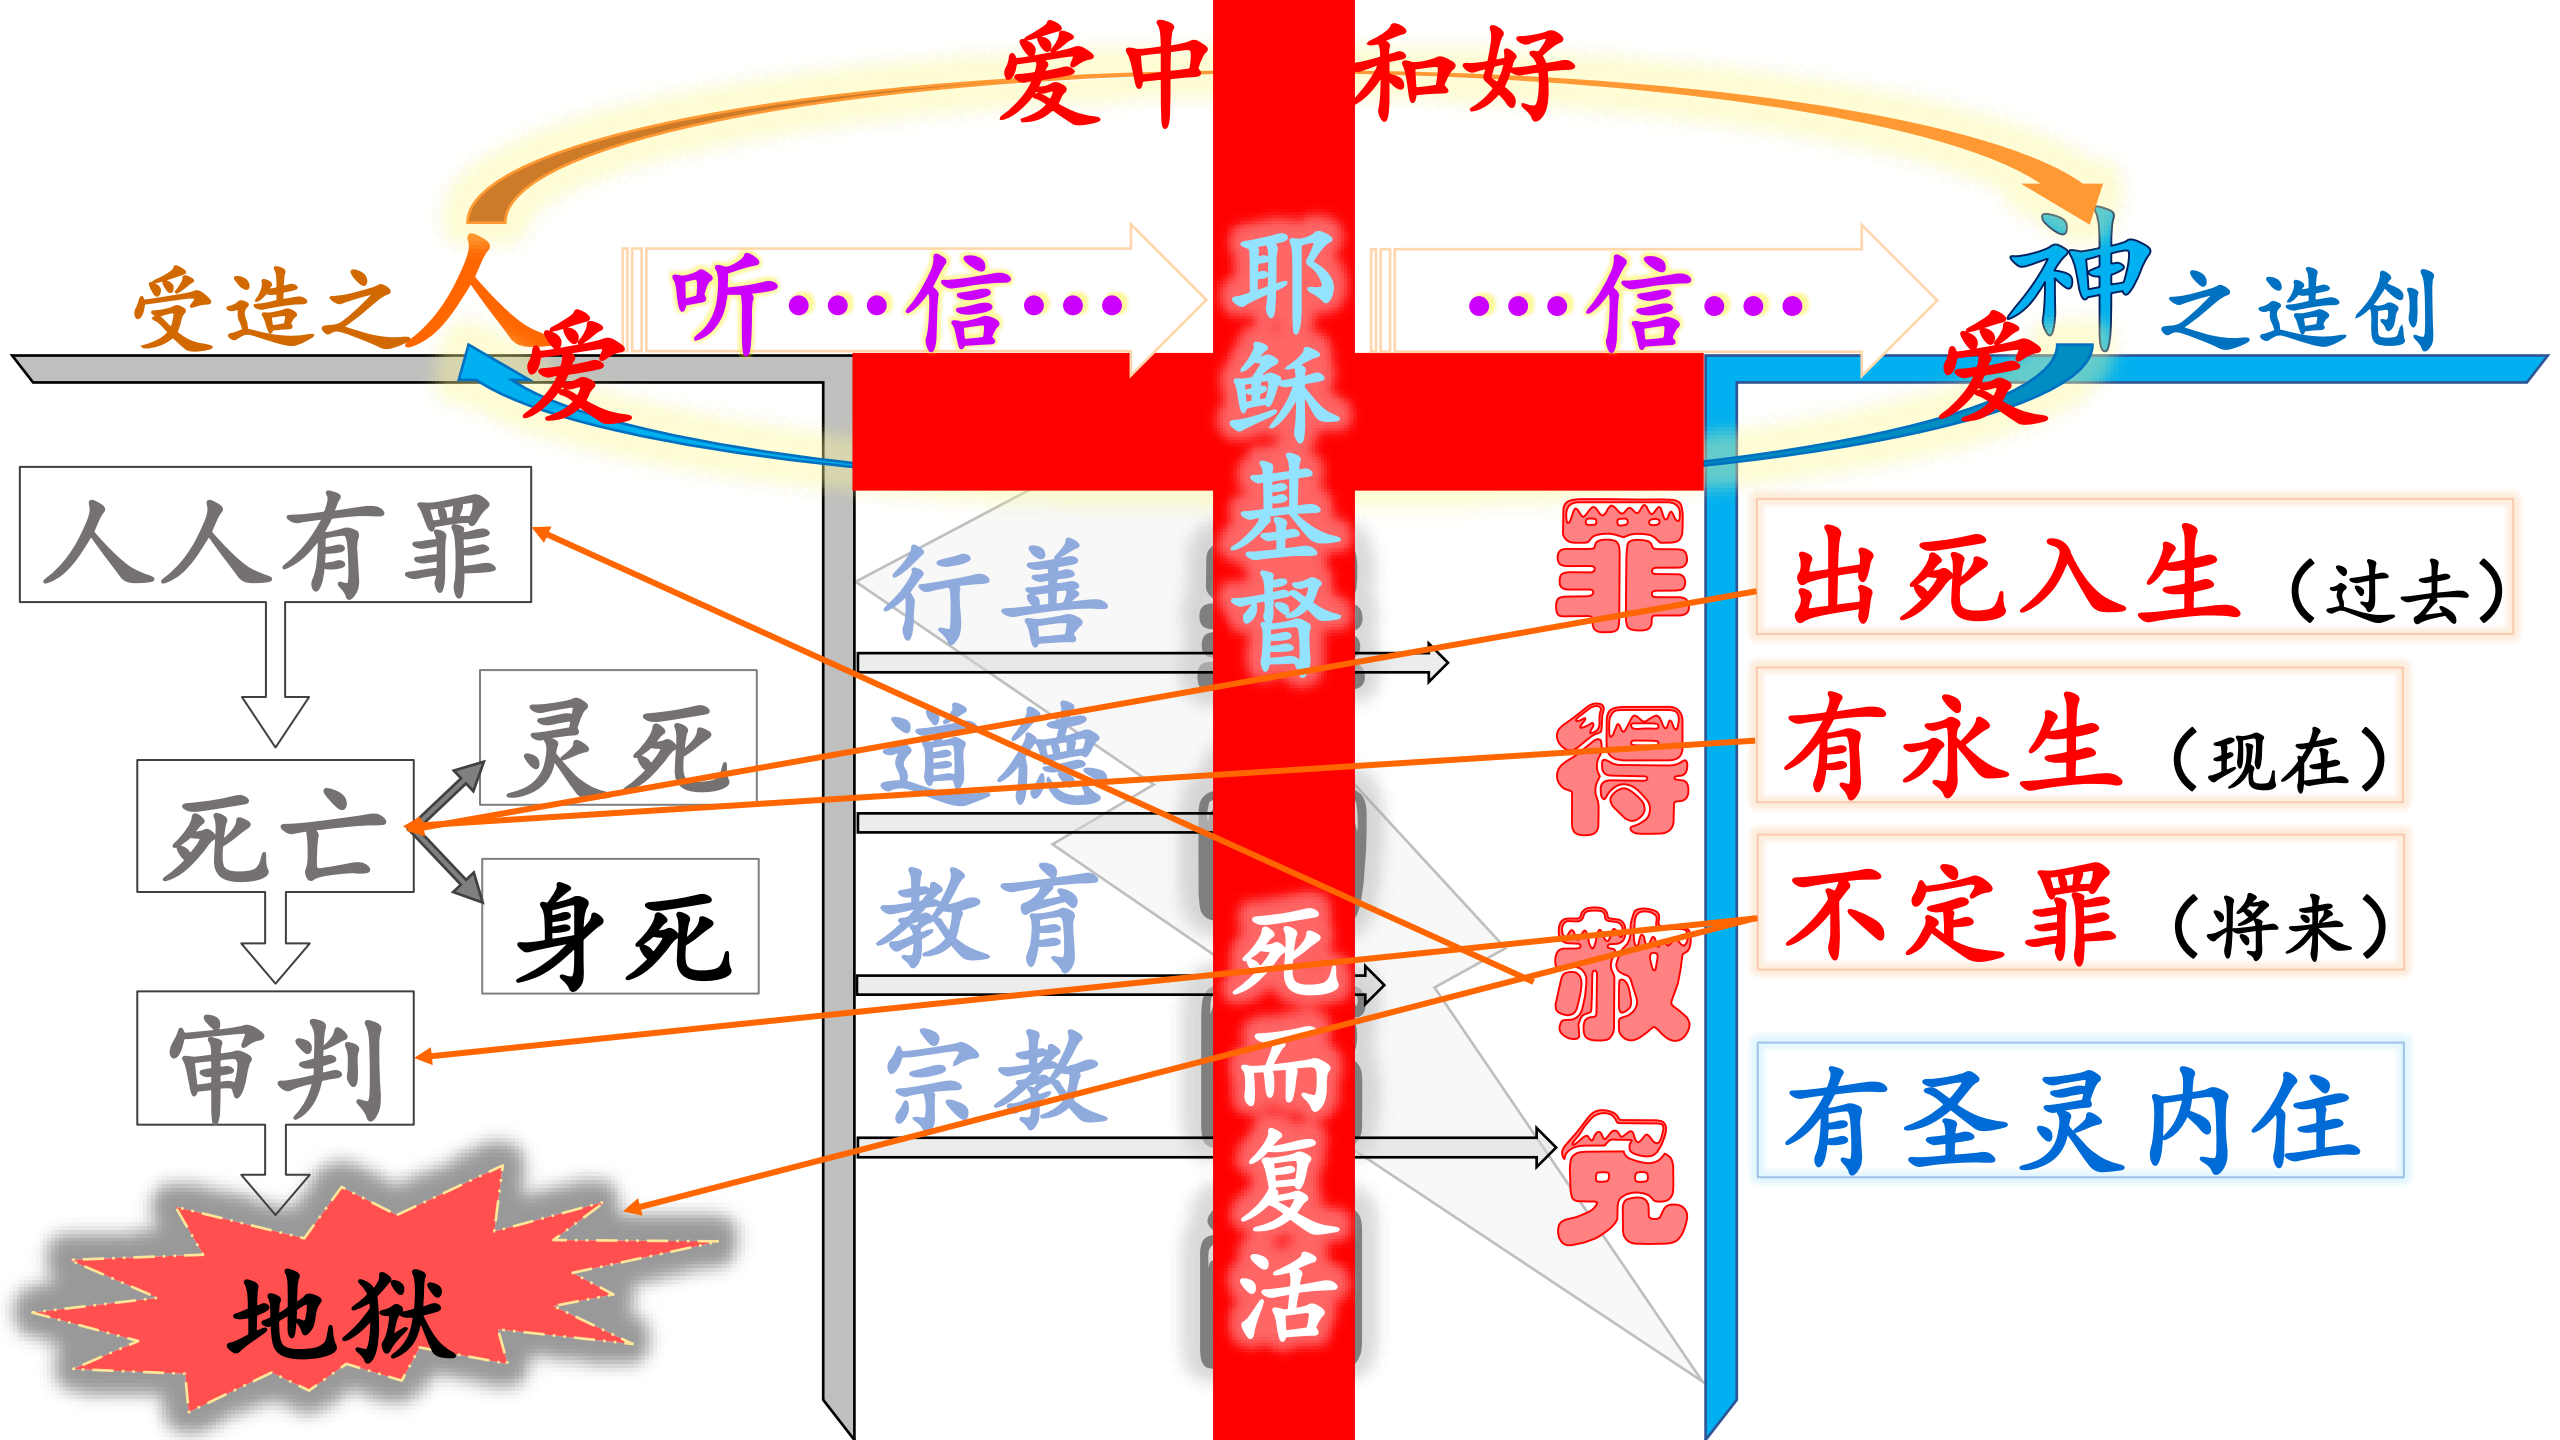 爱中和好
受造之人
听…信…
…信…
神之造创
爱
爱
耶稣基督
死而复活
人人有罪
死亡
灵死
身死
审判
地狱
行善
道德
教育
宗教
罪得赦免
出死入生（过去）
有永生（现在）
不定罪（将来）
有圣灵内住